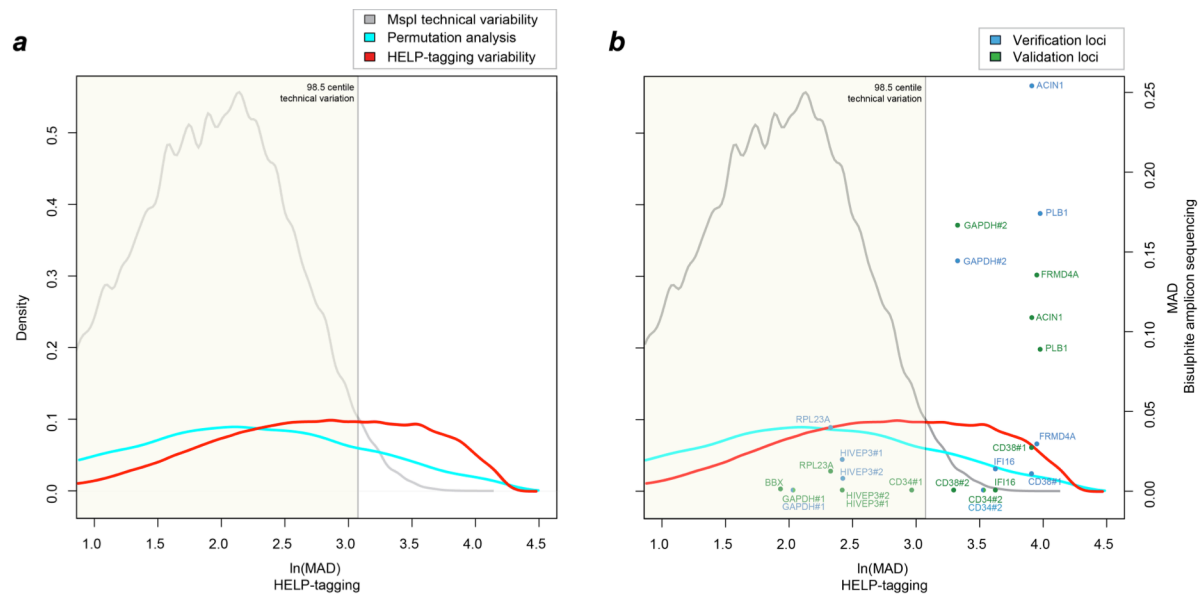 a
MspI technical variability
Permutation analysis
HELP-tagging variability
98.5 centile
technical variation
Density
0.5
0.4
0.3
0.2
0.1
0.0
1.0
1.5
2.0
2.5
3.0
3.5
4.0
4.5
ln(MAD)
HELP-tagging
b
Verification loci
Validation loci
98.5 centile
technical variation
ACIN1
PLB1
GAPDH#2
GAPDH#2
FRMD4A
ACIN1
PLB1
RPL23A
FRMD4A
CD38#1
HIVEP3#1
IFI16
RPL23A
HIVEP3#2
CD38#1
BBX
CD34#1
CD38#2
IFI16
GAPDH#1
GAPDH#1
HIVEP3#2
HIVEP3#1
CD34#2
CD34#2
0.25
0.20
0.15
0.10
0.05
0.00
MAD
Bisulphite amplicon sequencing
1.0
1.5
2.0
2.5
3.0
3.5
4.0
4.5
ln(MAD)
HELP-tagging